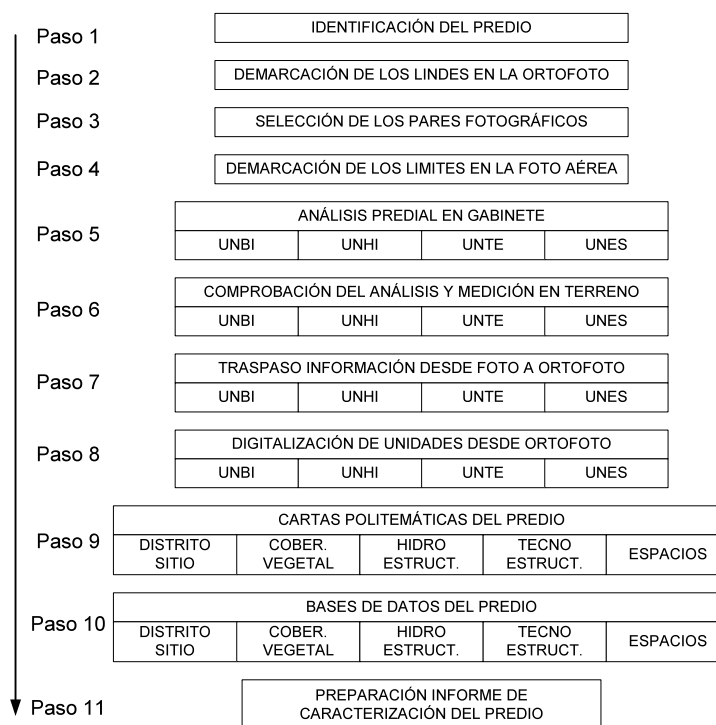 Paso 1
IDENTIFICACIÓN DEL PREDIO
Paso 2
DEMARCACIÓN DE LOS LINDES EN LA ORTOFOTO
Paso 3
SELECCIÓN DE LOS PARES FOTOGRÁFICOS
Paso 4
DEMARCACIÓN DE LOS LIMITES EN LA FOTO AÉREA
Paso 5
ANÁLISIS PREDIAL EN GABINETE
UNBI UNHI UNTE UNES
Paso 6
COMPROBACIÓN DEL ANÁLISIS Y MEDICIÓN EN TERRENO
UNBI UNHI UNTE UNES
Paso 7
TRASPASO INFORMACIÓN DESDE FOTO A ORTOFOTO
UNBI UNHI UNTE UNES
Paso 8
DIGITALIZACIÓN DE UNIDADES DESDE ORTOFOTO
UNBI UNHI UNTE UNES
Paso 9
CARTAS POLITEMÁTICAS DEL PREDIO
DISTRITO
SITIO
COBER.
VEGETAL
HIDRO
ESTRUCT.
TECNO
ESTRUCT.
ESPACIOS
Paso 10
BASES DE DATOS DEL PREDIO
DISTRITO
SITIO
COBER.
VEGETAL
HIDRO
ESTRUCT.
TECNO
ESTRUCT.
ESPACIOS
Paso 11
PREPARACIÓN INFORME DE
CARACTERIZACIÓN DEL PREDIO